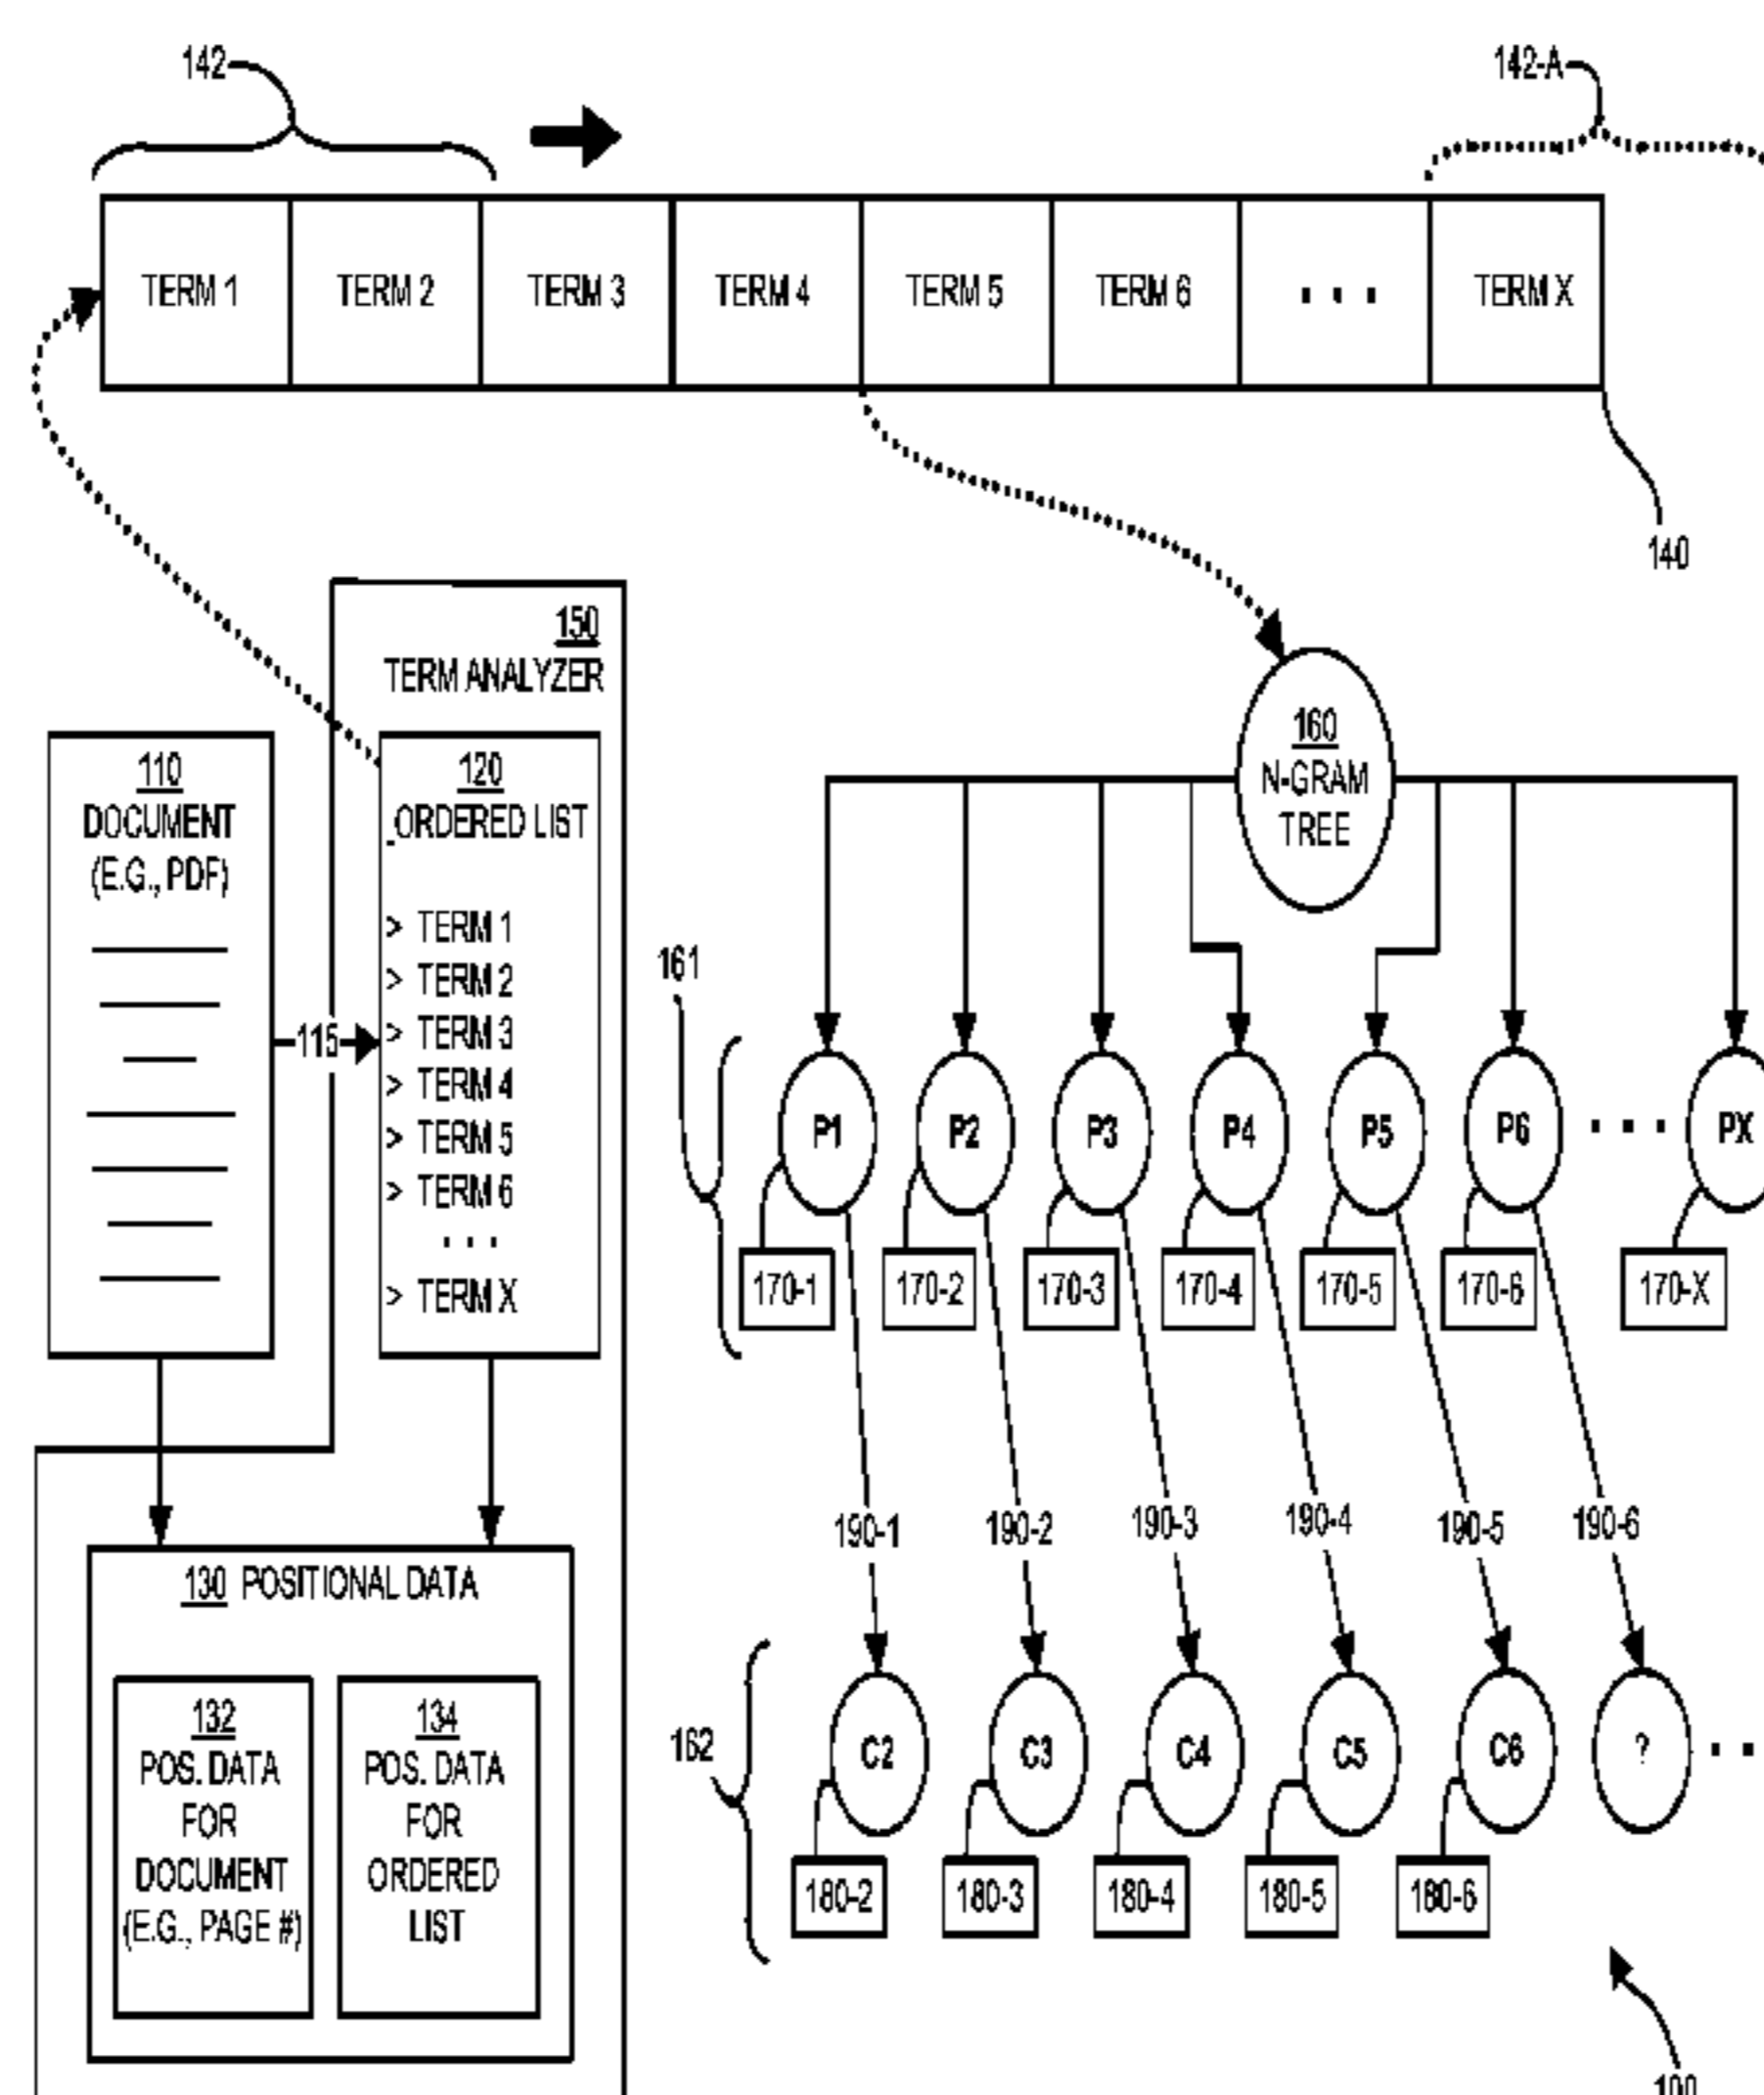 142
142-A
TERM 1 TERM 2 TERM 3 TERM 4 TERM 5 TERM 6 . . . TERM X
140
150
TERM ANALYZER
110
DOCUMENT
(E.G., PDF)
120
ORDERED LIST
> TERM 1
> TERM 2
> TERM 3
> TERM 4
> TERM 5
> TERM 6
. . .
> TERM X
115
160
N-GRAM
TREE
161
P1 P2 P3 P4 P5 P6 . . . PX
170-1 170-2 170-3 170-4 170-5 170-6 170-X
190-1 190-2 190-3 190-4 190-5 190-6
130 POSITIONAL DATA
132
POS. DATA
FOR
DOCUMENT
(E.G., PAGE #)
134
POS. DATA
FOR
ORDERED
LIST
162
C2 C3 C4 C5 C6 ? . .
180-2 180-3 180-4 180-5 180-6
100